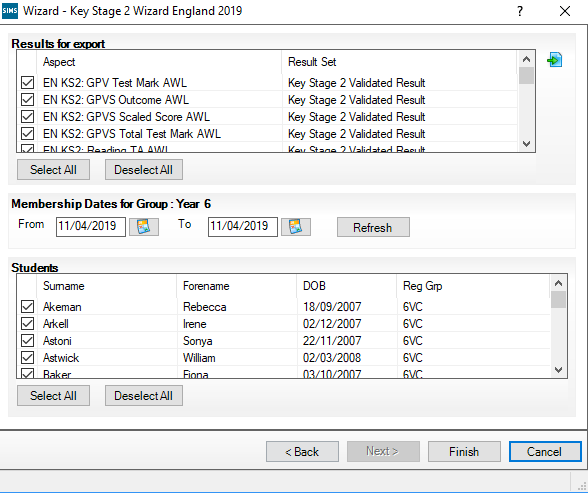 SIMS Wizard - Key Stage 2 Wizard England 2019 ?
Results for export
Aspect Result Set
EN KS2: GPV Test Mark AWL Key Stage 2 Validated Result
EN KS2: GPVS Outcome AWL Key Stage 2 Validated Result
EN KS2: GPVS Scaled Score AWL Key Stage 2 Validated Result
EN KS2: GPVS Total Test Mark AWL Key Stage 2 Validated Result
EN KS2: Reading TA AWL Key Stage 2 Validated Result
Select All Deselect All
Membership Dates for Group : Year 6
From 11/04/2019 To 11/04/2019 Refresh
Students
Surname Forename DOB Reg Grp
Akeman Rebecca 18/09/2007 6VC
Arkell Irene 02/12/2007 6VC
Astoni Sonya 22/11/2007 6VC
Astwick William 02/03/2008 6VC
Baker Fiona 03/10/2007 6VC
Select All Deselect All
< Back Next > Finish Cancel